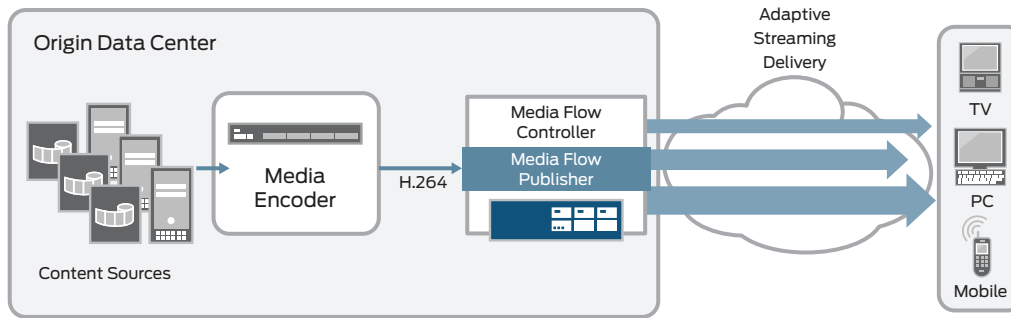 Origin Data Center
Content Sources
Media
Encoder
H.264
Media Flow
Controller
Media Flow
Publisher
Adaptive
Streaming
Delivery
TV
PC
Mobile